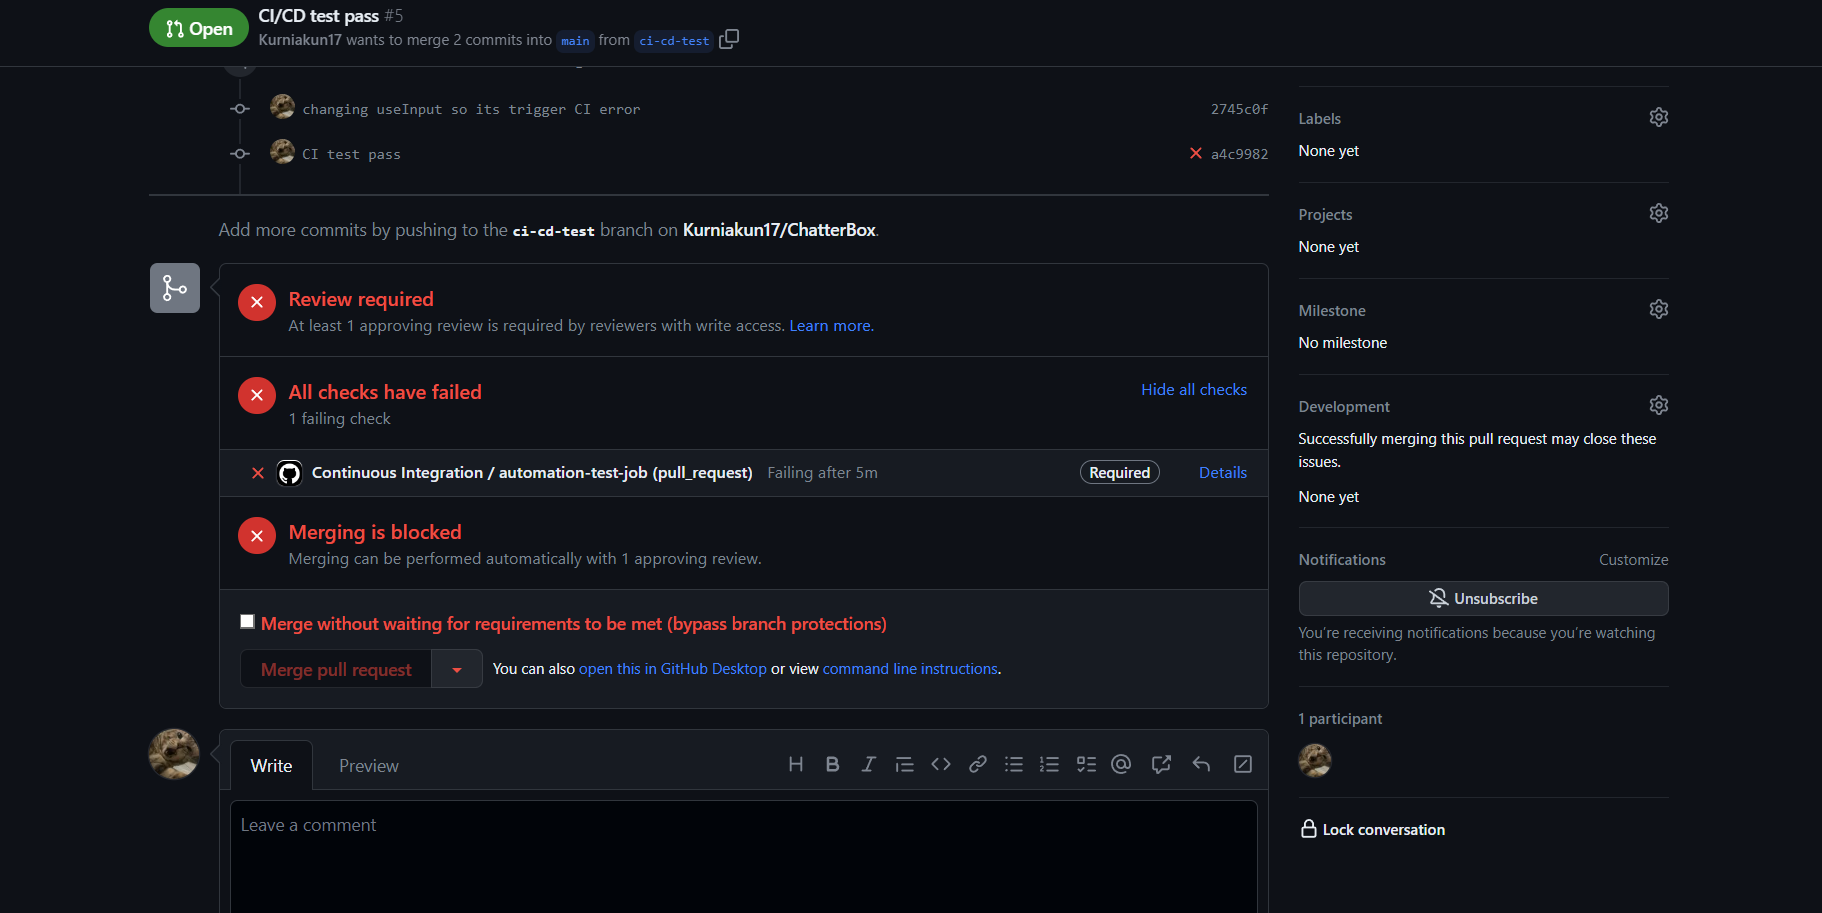 Open
CI/CD test pass #5
Kurniakun17 wants to merge 2 commits into main from ci-cd-test
changing useInput so its trigger CI error 2745c0f
CI test pass a4c9982
Add more commits by pushing to the ci-cd-test branch on Kurniakun17/ChatterBox.
Review required
At least 1 approving review is required by reviewers with write access. Learn more.
All checks have failed
Hide all checks
1 failing check
Continuous Integration / automation-test-job (pull_request) Failing after 5m Required Details
Merging is blocked
Merging can be performed automatically with 1 approving review.
Merge without waiting for requirements to be met (bypass branch protections)
Merge pull request
You can also open this in GitHub Desktop or view command line instructions.
Write
Preview
Leave a comment
Labels
None yet
Projects
None yet
Milestone
No milestone
Development
Successfully merging this pull request may close these
issues.
None yet
Notifications
Customize
Unsubscribe
You're receiving notifications because you're watching
this repository.
1 participant
Lock conversation